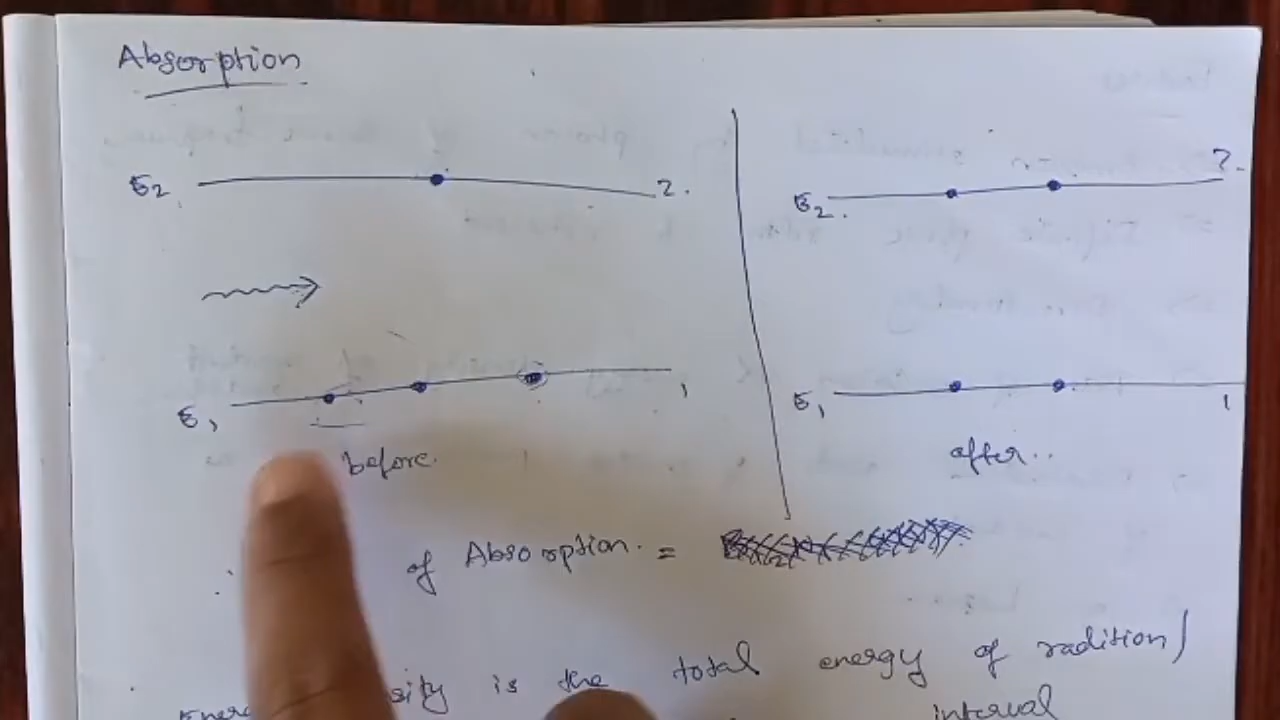 Absorption
E2 2.
E2. 2.
E1 1
before.
E1 1
after..
of Absorption. =
is the total energy of radition/
interval